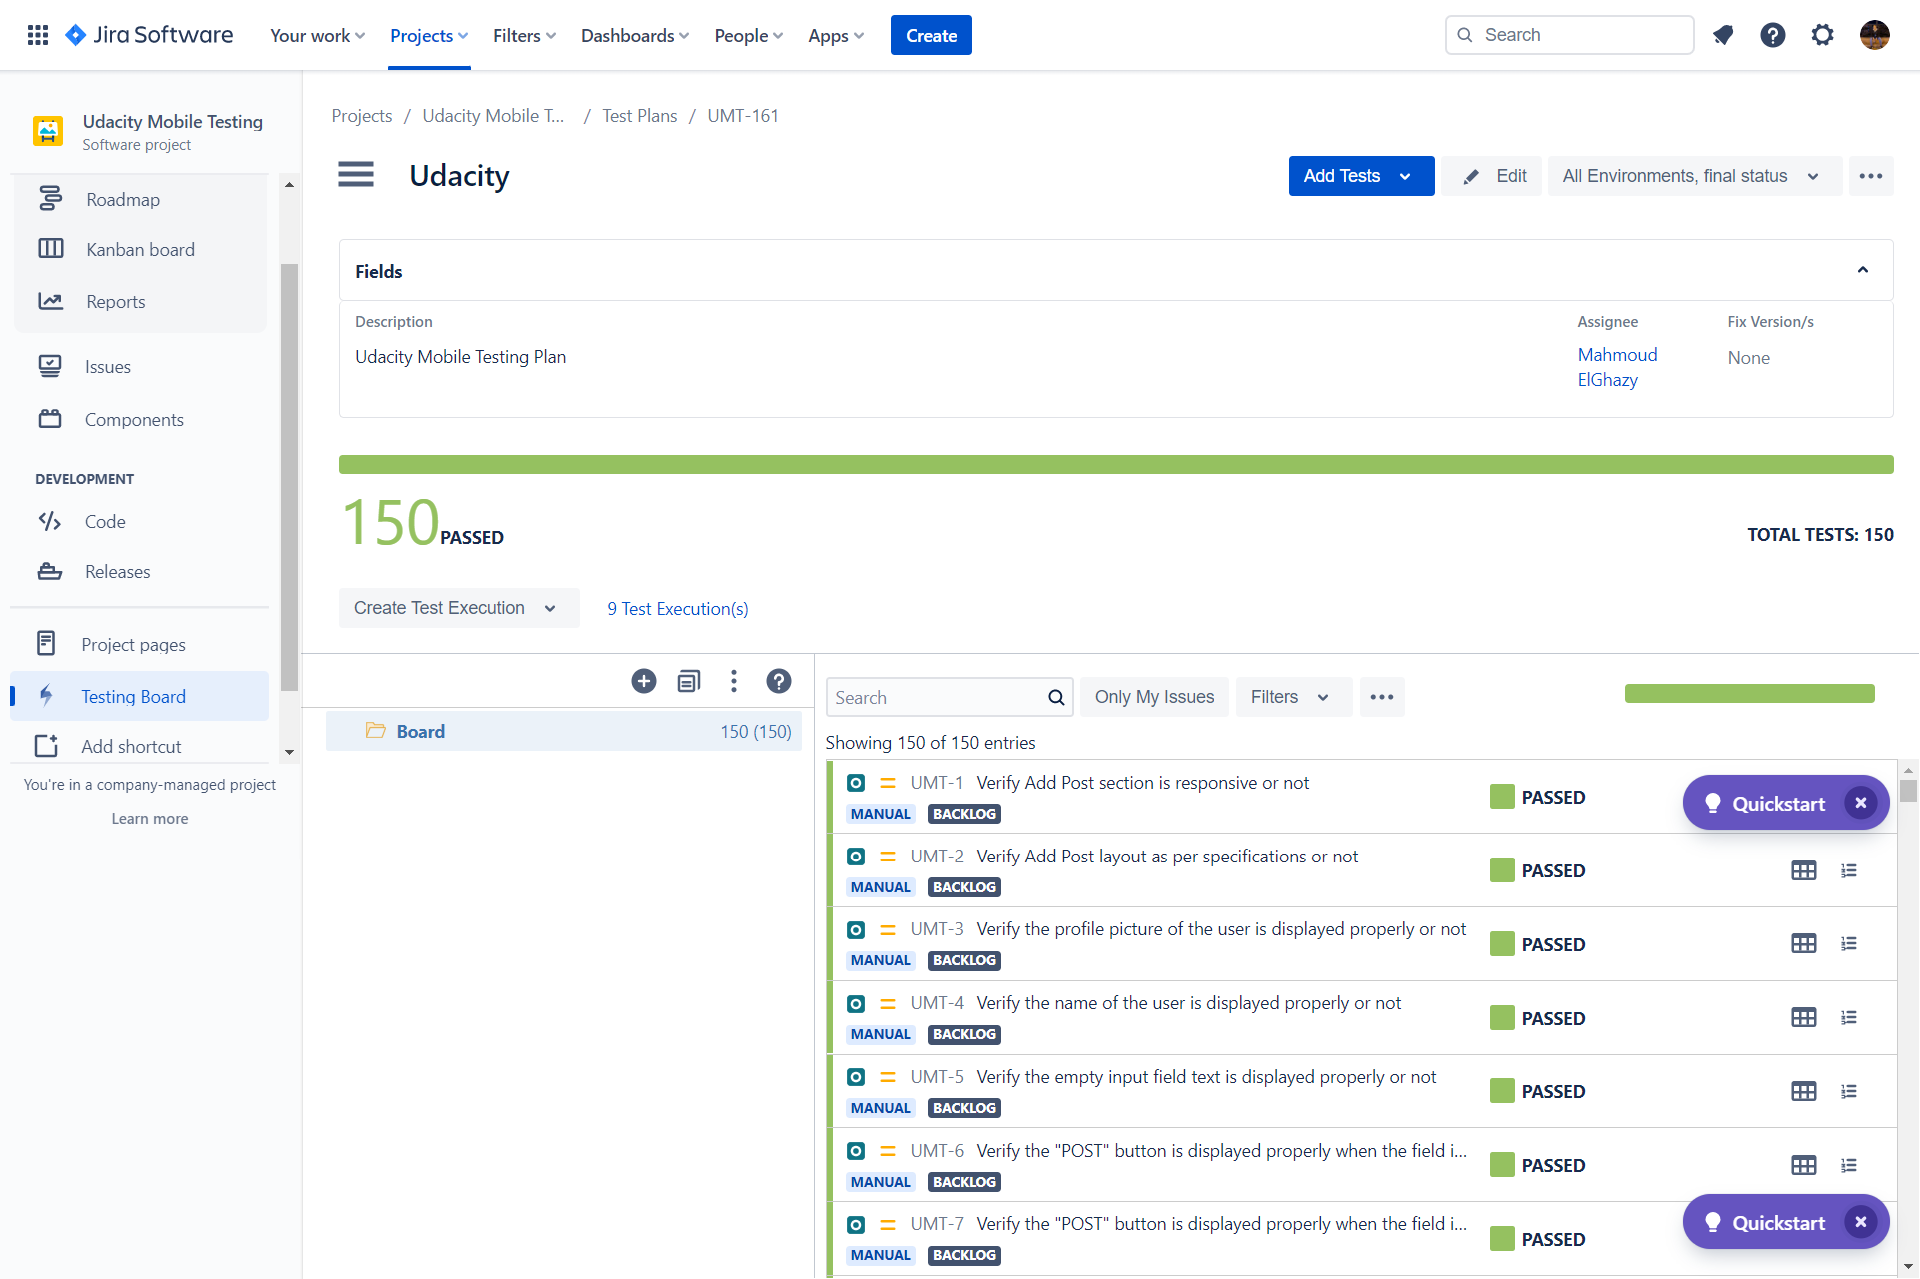 Jira Software
Your work
Projects
Filters
Dashboards
People
Apps
Create
Search
Udacity Mobile Testing
Software project
Roadmap
Kanban board
Reports
Issues
Components
DEVELOPMENT
Code
Releases
Project pages
Testing Board
Add shortcut
You're in a company-managed project
Learn more
Projects / Udacity Mobile T... / Test Plans / UMT-161
Udacity
Add Tests
Edit
All Environments, final status
Fields
Description
Udacity Mobile Testing Plan
Assignee
Mahmoud
ElGhazy
Fix Version/s
None
150 PASSED
TOTAL TESTS: 150
Create Test Execution
9 Test Execution(s)
Board
150 (150)
Search
Only My Issues
Filters
Showing 150 of 150 entries
UMT-1 Verify Add Post section is responsive or not
MANUAL BACKLOG
PASSED
Quickstart
UMT-2 Verify Add Post layout as per specifications or not
MANUAL BACKLOG
PASSED
UMT-3 Verify the profile picture of the user is displayed properly or not
MANUAL BACKLOG
PASSED
UMT-4 Verify the name of the user is displayed properly or not
MANUAL BACKLOG
PASSED
UMT-5 Verify the empty input field text is displayed properly or not
MANUAL BACKLOG
PASSED
UMT-6 Verify the "POST" button is displayed properly when the field i...
MANUAL BACKLOG
PASSED
UMT-7 Verify the "POST" button is displayed properly when the field i...
MANUAL BACKLOG
PASSED
Quickstart